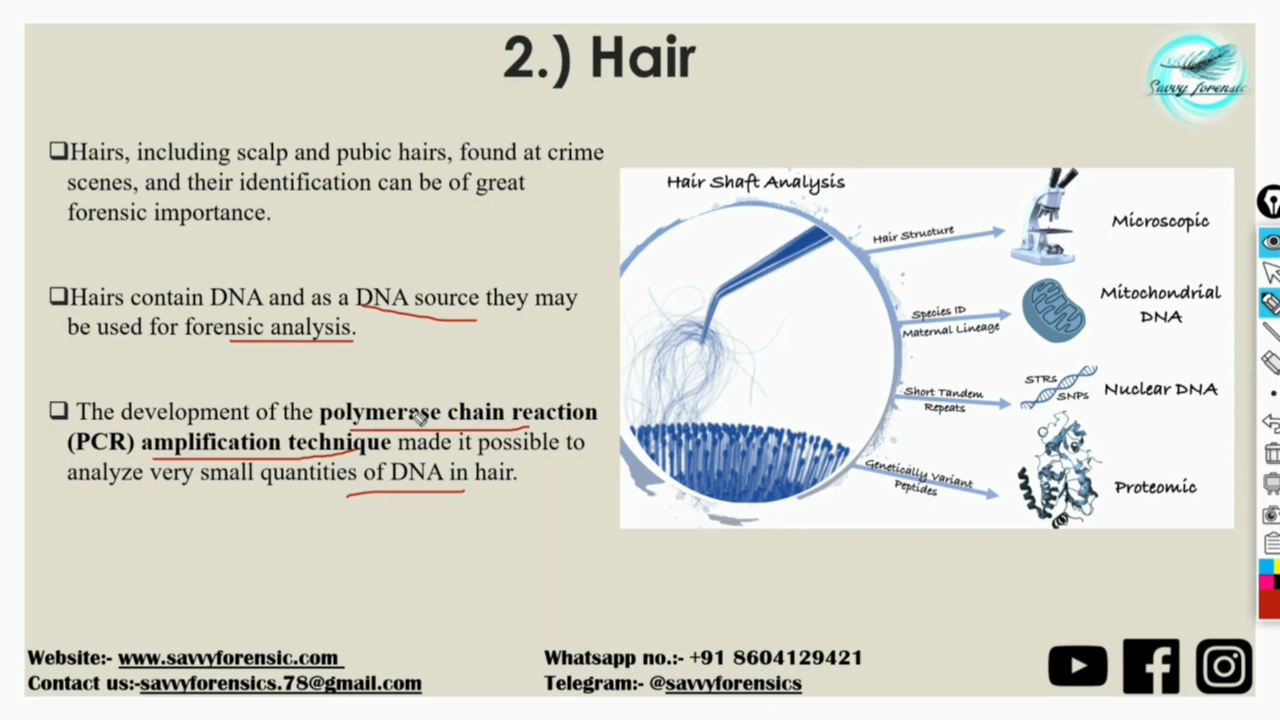 2.) Hair
Savvy forensic
Hairs, including scalp and pubic hairs, found at crime
scenes, and their identification can be of great
forensic importance.
Hairs contain DNA and as a DNA source they may
be used for forensic analysis.
The development of the polymerase chain reaction
(PCR) amplification technique made it possible to
analyze very small quantities of DNA in hair.
Hair Shaft Analysis
Hair Structure
Microscopic
Species ID
Maternal Lineage
Mitochondrial
DNA
Short Tandem
Repeats
STRs
SNPs
Nuclear DNA
Genetically Variant
Peptides
Proteomic
Website:- www.savvyforensic.com
Contact us:-savvyforensics.78@gmail.com
Whatsapp no.:- +91 8604129421
Telegram:- @savvyforensics